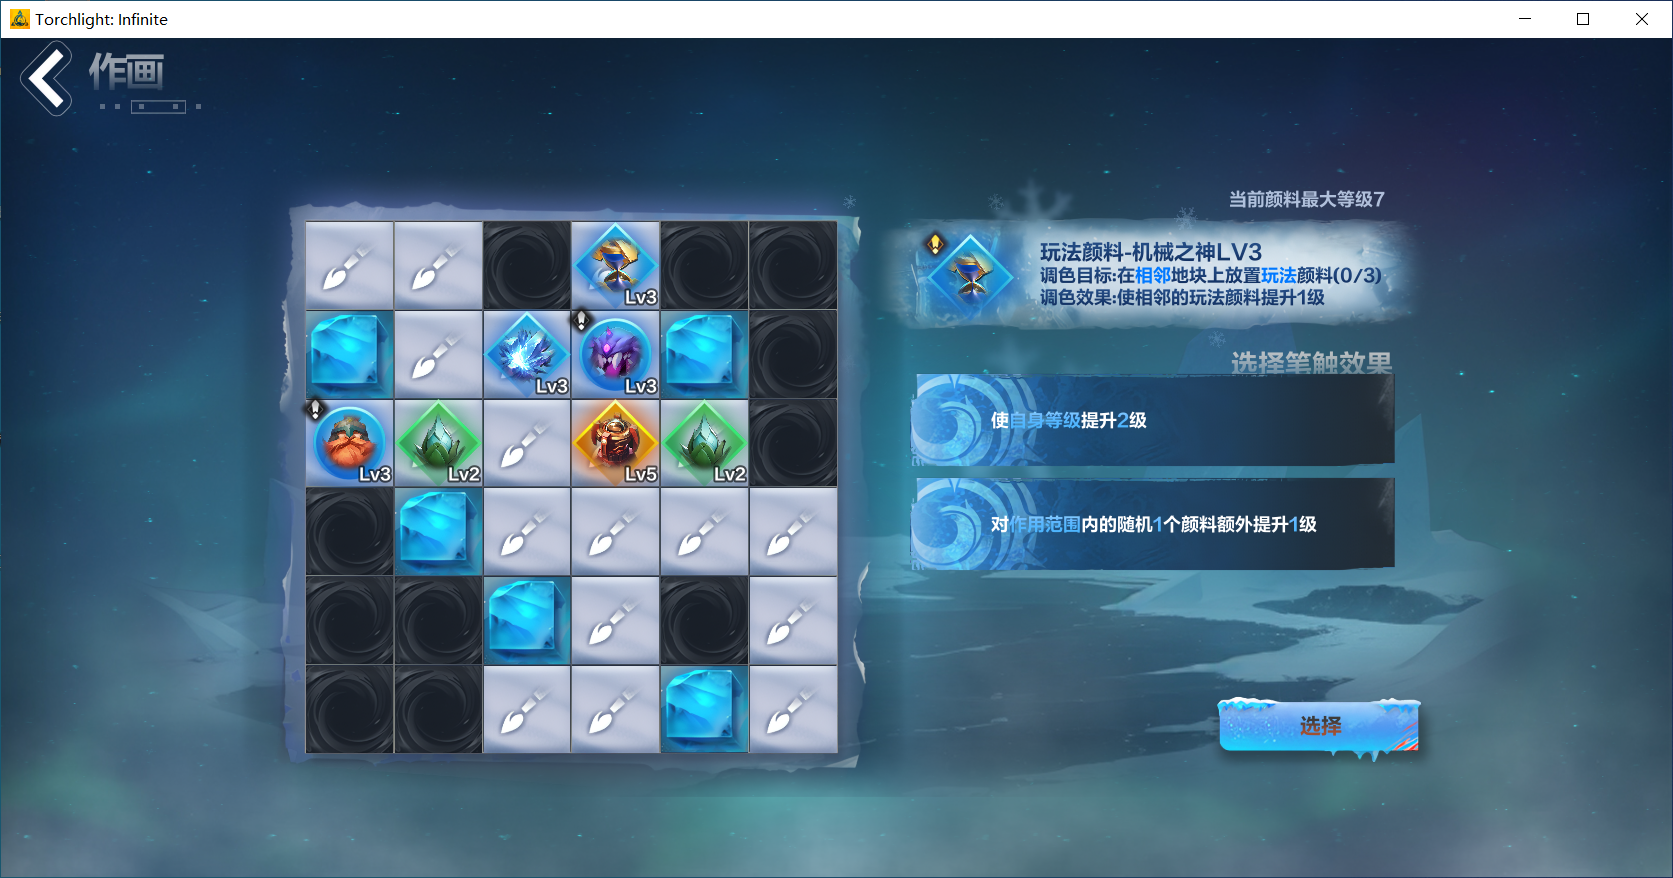 Torchlight: Infinite
作画
当前颜料最大等级7
玩法颜料-机械之神LV3
调色目标:在相邻地块上放置玩法颜料(0/3)
调色效果:使相邻的玩法颜料提升1级
Lv3
选择笔触效果
Lv3
Lv3
使自身等级提升2级
Lv3
Lv2
Lv5
Lv2
对作用范围内的随机1个颜料额外提升1级
选择